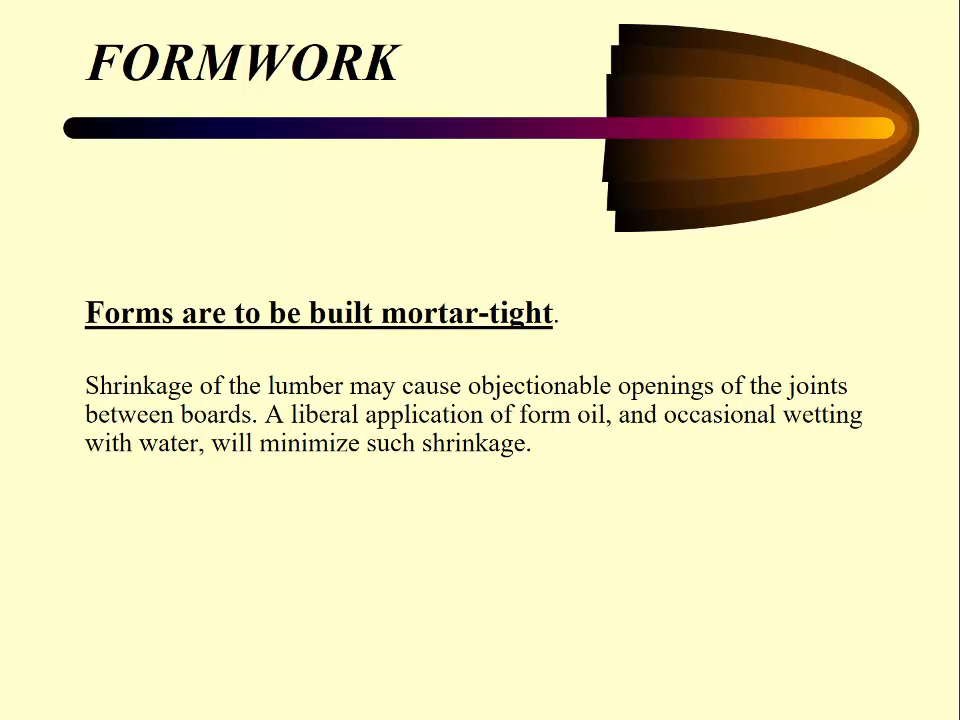 FORMWORK
Forms are to be built mortar-tight.
Shrinkage of the lumber may cause objectionable openings of the joints
between boards. A liberal application of form oil, and occasional wetting
with water, will minimize such shrinkage.